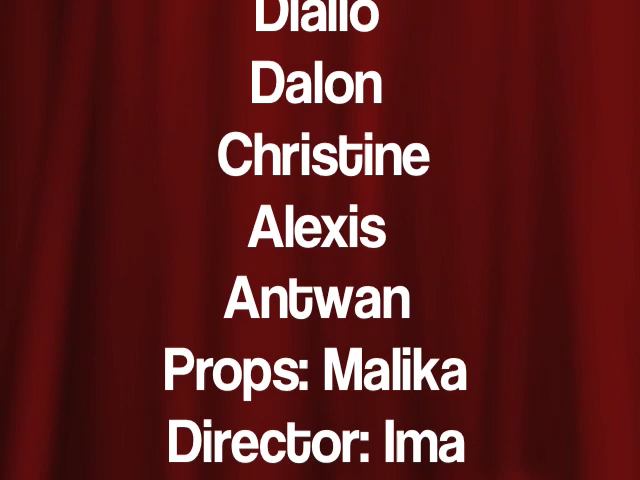 Diallo
Dalon
Christine
Alexis
Antwan
Props: Malika
Director: Ima